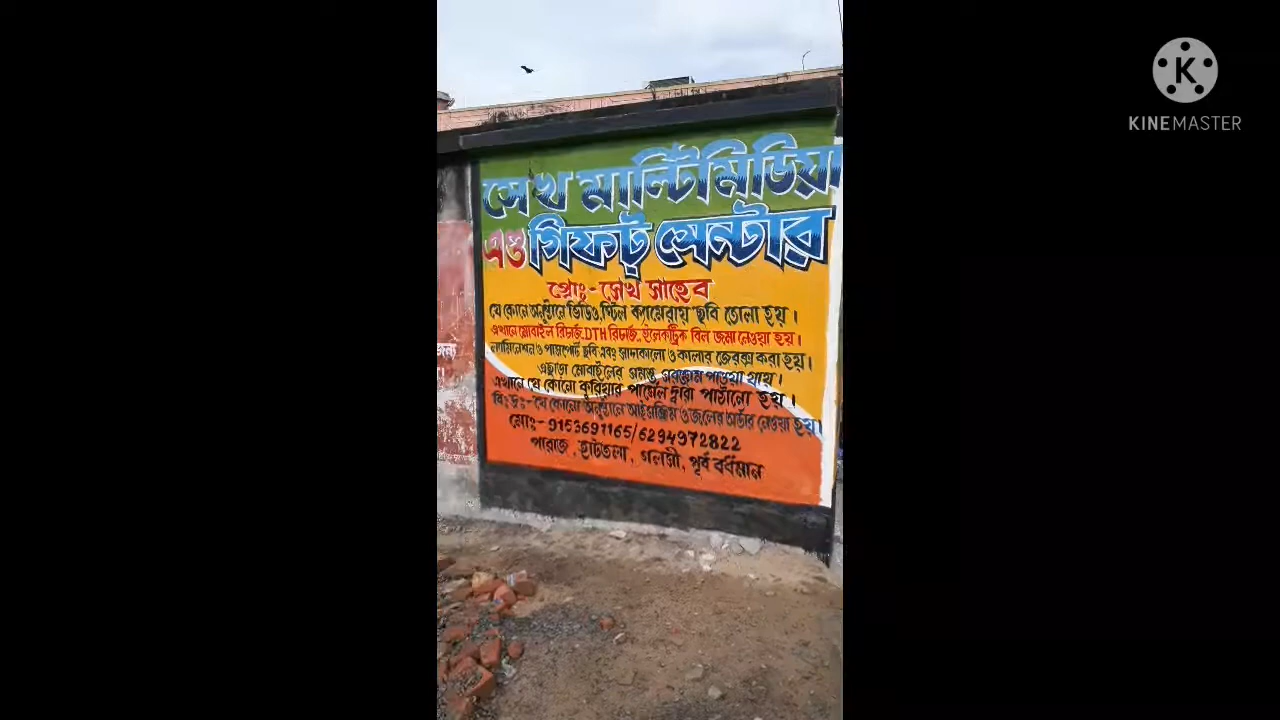 সেখ মাল্টিমিডিয়া
এণ্ড গিফট্ সেন্টার
প্রোঃ-সেখ সাহেব
যে কোন অনুষ্ঠানে ভিডিও, স্টিল ক্যামেরায় ছবি তোলা হয়।
এখানে মোবাইল রিচার্জ, DTH রিচার্জ, ইলেকট্রিক বিল জমা নেওয়া হয়।
ল্যামিনেশন ও পাসপোর্ট ছবি এবং সাদাকালো ও কালার জেরক্স করা হয়।
এছাড়া মোবাইলের সমস্ত সরঞ্জাম পাওয়া যায়।
এখানে যে কোনো কুরিয়ার পার্সেল দ্বারা পাঠানো হয়।
বিঃদ্রঃ-যে কোনো অনুষ্ঠানে আইসক্রিম ও জলের অর্ডার নেওয়া হয়।
মোঃ-9153691165/6294972822
পারাজ, হাটতলা, গলসী, পূর্ব বর্ধমান
KINEMASTER